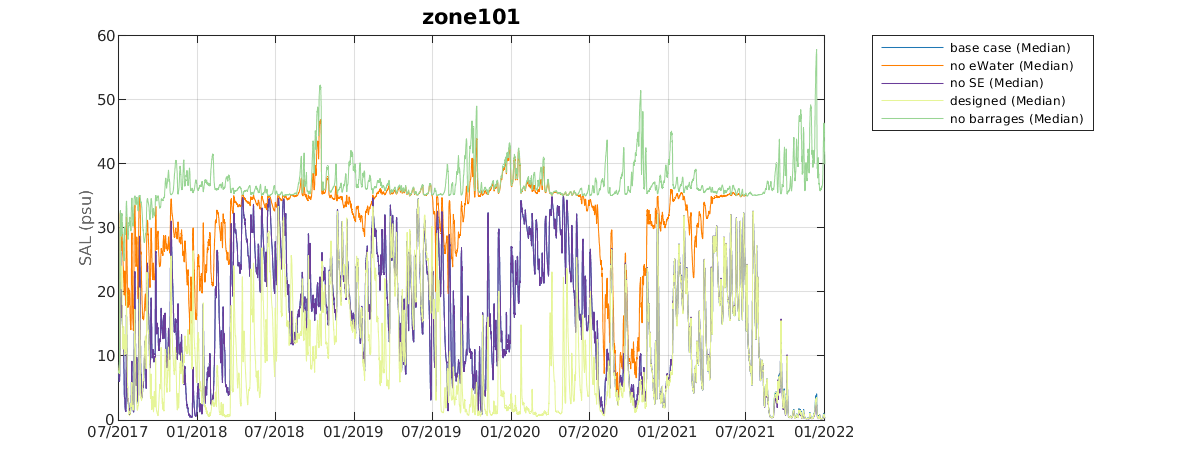 zone101
60
50
40
30
20
10
0
SAL (psu)
07/2017 01/2018 07/2018 01/2019 07/2019 01/2020 07/2020 01/2021 07/2021 01/2022
base case (Median)
no eWater (Median)
no SE (Median)
designed (Median)
no barrages (Median)